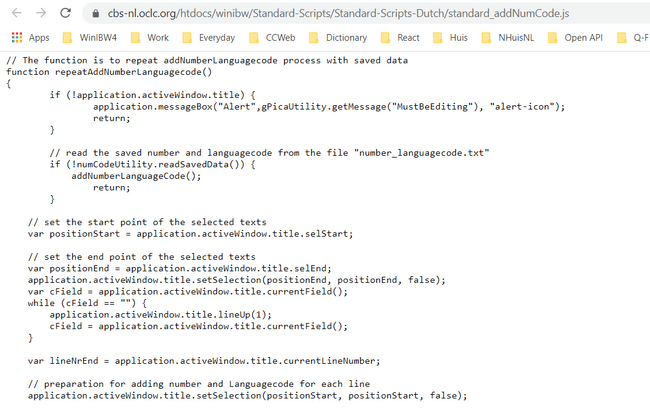 cbs-nl.oclc.org/htdocs/winibw/Standard-Scripts/Standard-Scripts-Dutch/standard_addNumCode.js
Apps WinIBW4 Work Everyday CCWeb Dictionary React Huis NHuisNL Open API Q-F
// The function is to repeat addNumberLanguagecode process with saved data
function repeatAddNumberLanguagecode()
{
if (!application.activeWindow.title) {
application.messageBox("Alert",gPicaUtility.getMessage("MustBeEditing"), "alert-icon");
return;
}
// read the saved number and languagecode from the file "number_languagecode.txt"
if (!numCodeUtility.readSavedData()) {
addNumberLanguageCode();
return;
}
// set the start point of the selected texts
var positionStart = application.activeWindow.title.selStart;
// set the end point of the selected texts
var positionEnd = application.activeWindow.title.selEnd;
application.activeWindow.title.setSelection(positionEnd, positionEnd, false);
var cField = application.activeWindow.title.currentField();
while (cField == "") {
application.activeWindow.title.lineUp(1);
cField = application.activeWindow.title.currentField();
}
var lineNrEnd = application.activeWindow.title.currentLineNumber;
// preparation for adding number and Languagecode for each line
application.activeWindow.title.setSelection(positionStart, positionStart, false);